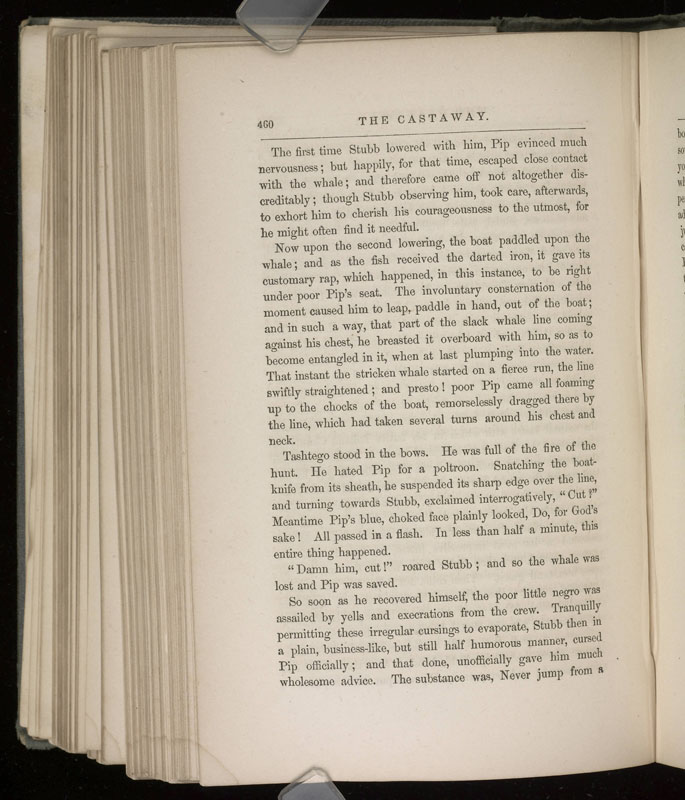 460
THE CASTAWAY.
The first time Stubb lowered with him, Pip evinced much
nervousness; but happily, for that time, escaped close contact
with the whale; and therefore came off not altogether dis-
creditably; though Stubb observing him, took care, afterwards,
to exhort him to cherish his courageousness to the utmost, for
he might often find it needful.
Now upon the second lowering, the boat paddled upon the
whale; and as the fish received the darted iron, it gave its
customary rap, which happened, in this instance, to be right
under poor Pip's seat. The involuntary consternation of the
moment caused him to leap, paddle in hand, out of the boat;
and in such a way, that part of the slack whale line coming
against his chest, he breasted it overboard with him, so as to
become entangled in it, when at last plumping into the water.
That instant the stricken whale started on a fierce run, the line
swiftly straightened; and presto! poor Pip came all foaming
up to the chocks of the boat, remorselessly dragged there by
the line, which had taken several turns around his chest and
neck.
Tashtego stood in the bows. He was full of the fire of the
hunt. He hated Pip for a poltroon. Snatching the boat-
knife from its sheath, he suspended its sharp edge over the line,
and turning towards Stubb, exclaimed interrogatively, "Cut?"
Meantime Pip's blue, choked face plainly looked, Do, for God's
sake! All passed in a flash. In less than half a minute, this
entire thing happened.
"Damn him, cut!" roared Stubb; and so the whale was
lost and Pip was saved.
So soon as he recovered himself, the poor little negro was
assailed by yells and execrations from the crew. Tranquilly
permitting these irregular cursings to evaporate, Stubb then in
a plain, business-like, but still half humorous manner, cursed
Pip officially; and that done, unofficially gave him much
wholesome advice. The substance was, Never jump from a